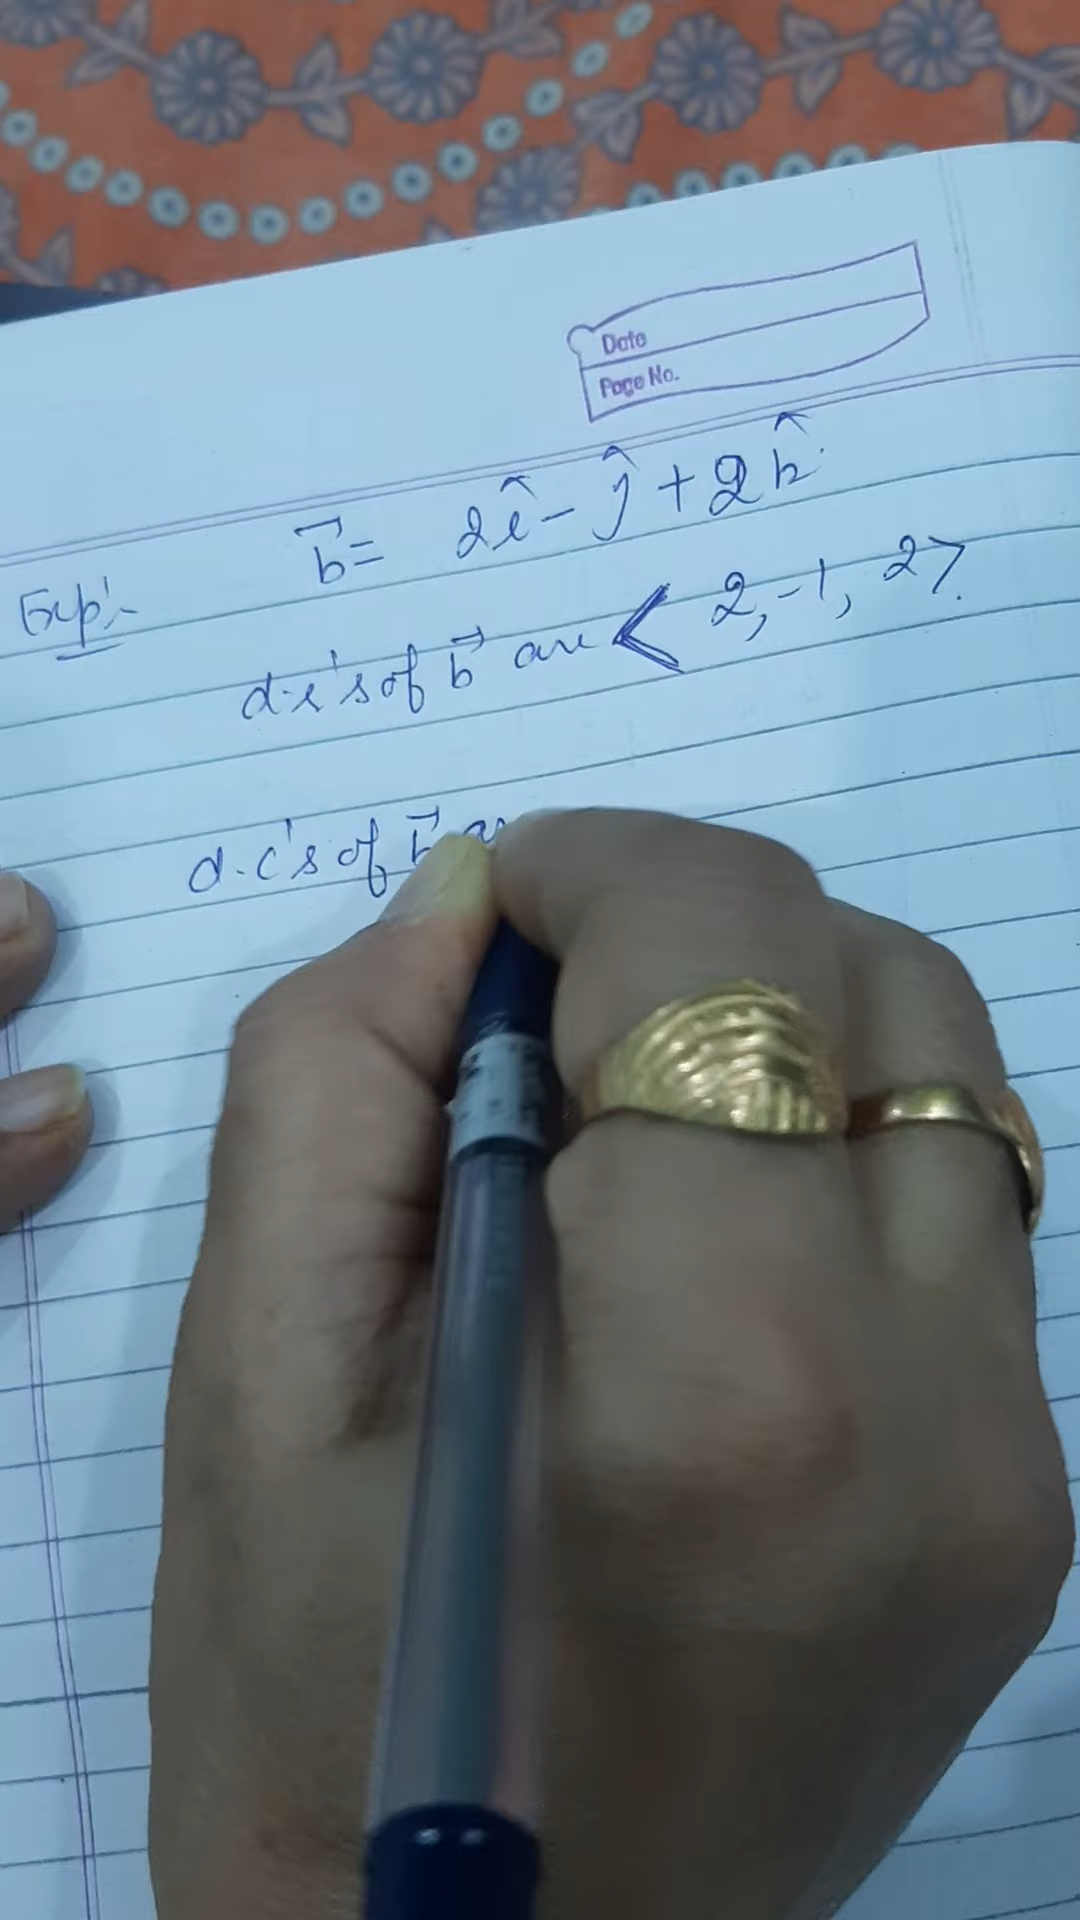 Date
Page No.
Exp:- b⃗ = 2î - ĵ + 2k̂
d.r's of b⃗ are < 2, -1, 2>.
d.c's of b⃗